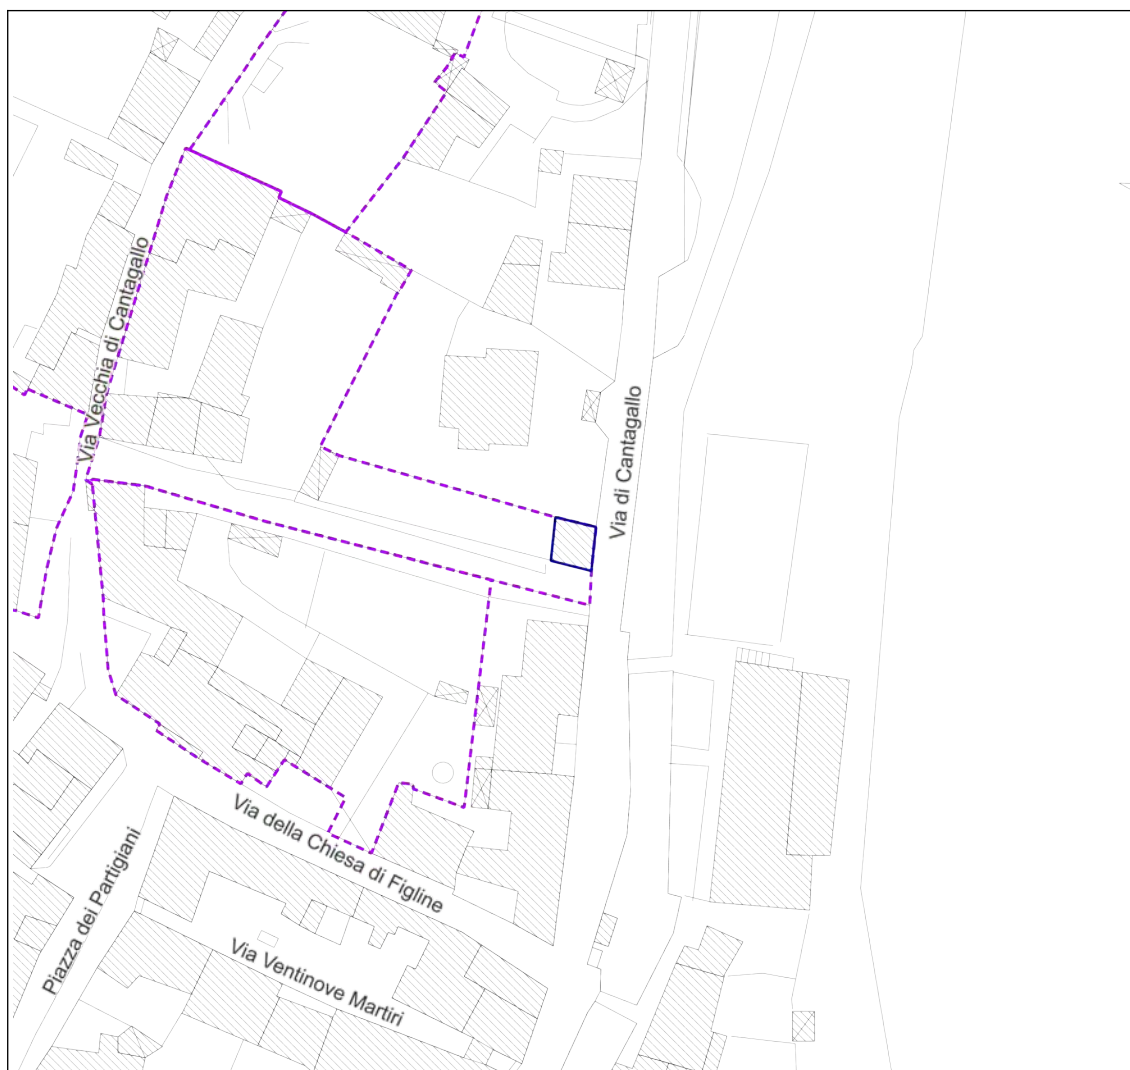 Via Vecchia di Cantagallo
Via di Cantagallo
Via della Chiesa di Figline
Piazza dei Partigiani
Via Ventinove Martiri